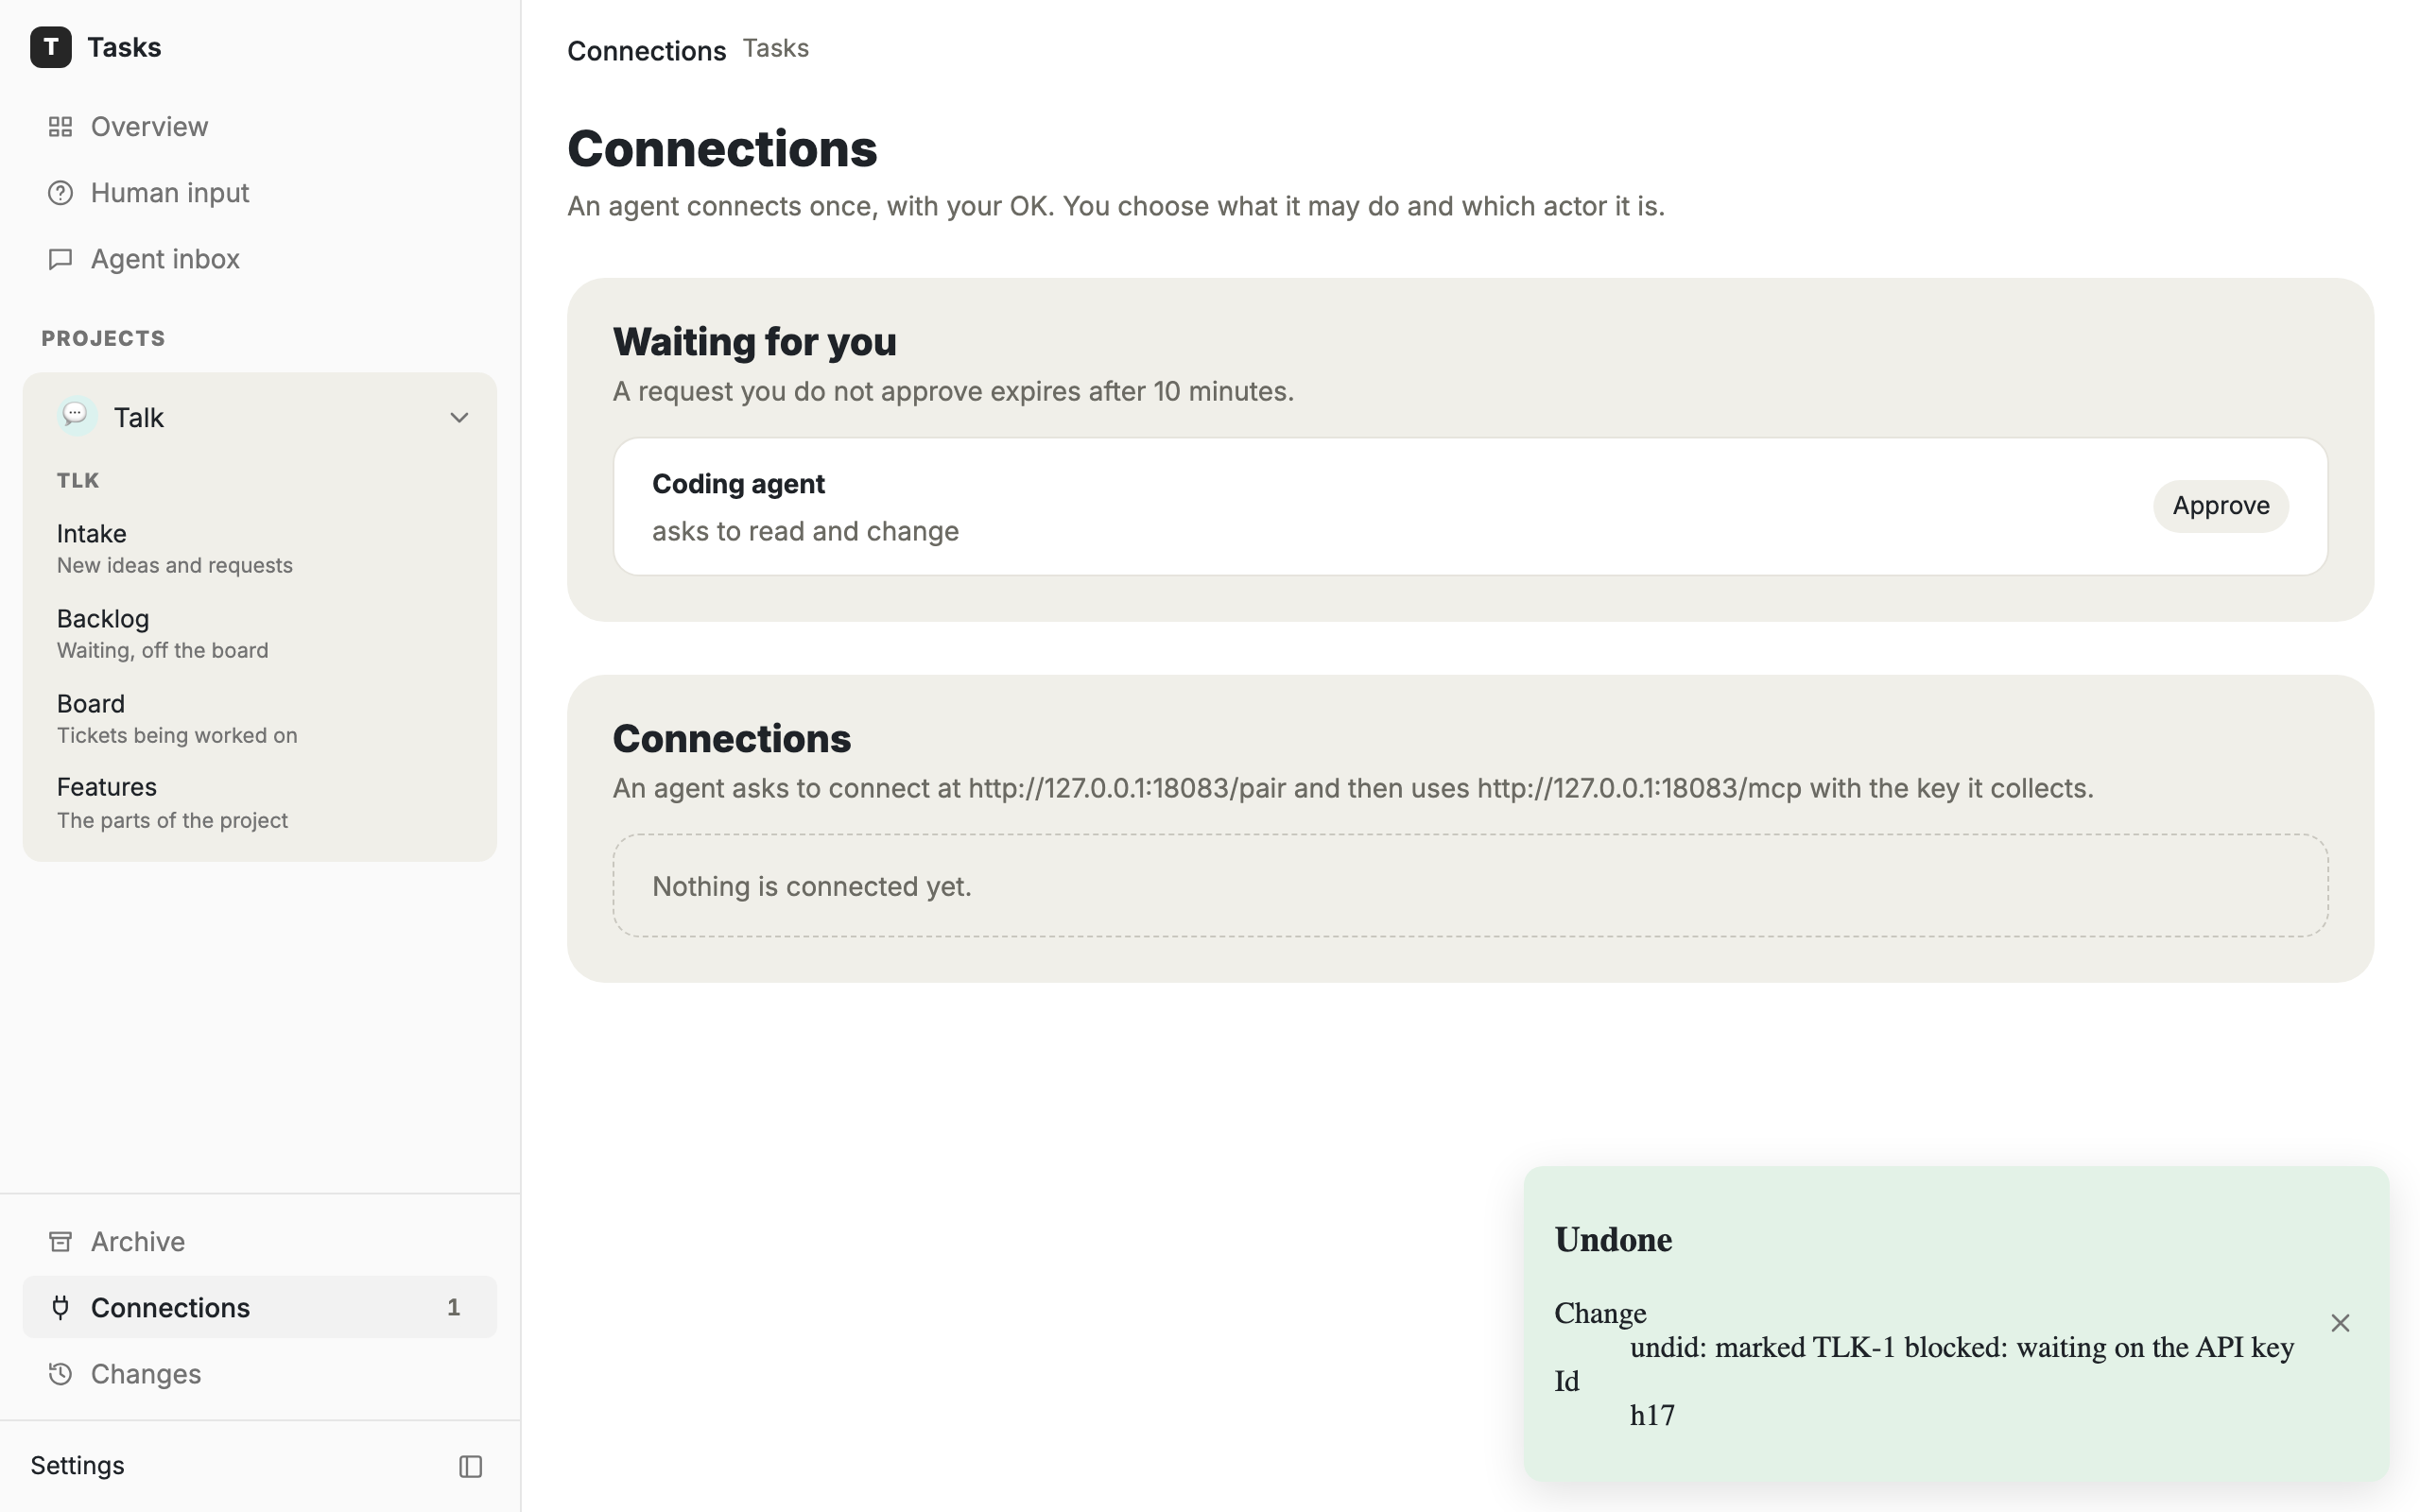 T Tasks
Overview
Human input
Agent inbox
PROJECTS
Talk
TLK
Intake
New ideas and requests
Backlog
Waiting, off the board
Board
Tickets being worked on
Features
The parts of the project
Archive
Connections 1
Changes
Settings
Connections Tasks
Connections
An agent connects once, with your OK. You choose what it may do and which actor it is.
Waiting for you
A request you do not approve expires after 10 minutes.
Coding agent
asks to read and change
Approve
Connections
An agent asks to connect at http://127.0.0.1:18083/pair and then uses http://127.0.0.1:18083/mcp with the key it collects.
Nothing is connected yet.
Undone
Change
undid: marked TLK-1 blocked: waiting on the API key
Id
h17